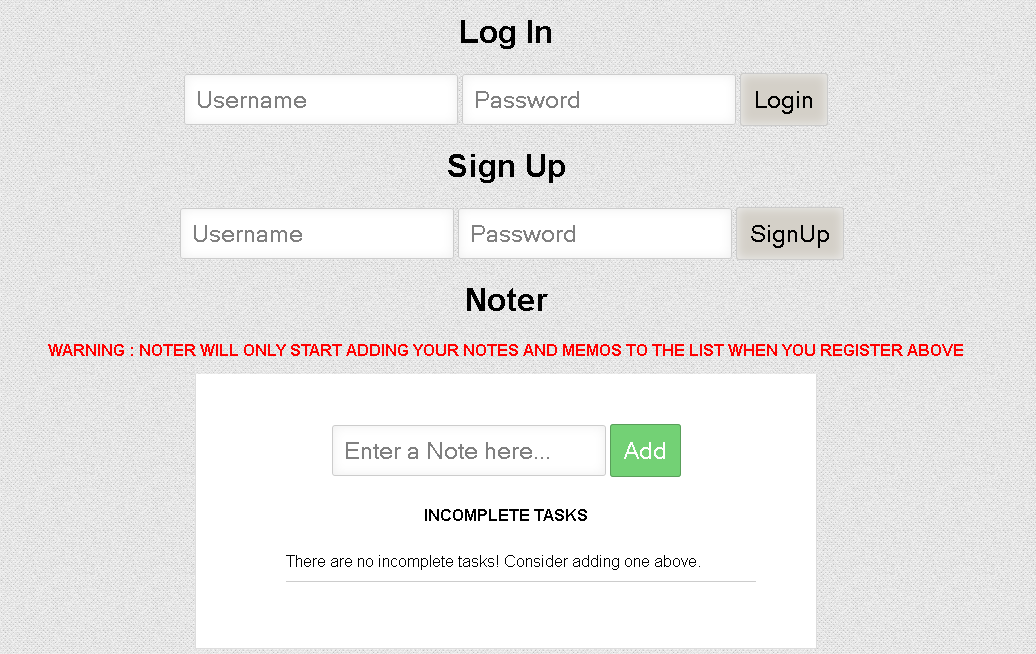 Log In
Username Password Login
Sign Up
Username Password SignUp
Noter
WARNING : NOTER WILL ONLY START ADDING YOUR NOTES AND MEMOS TO THE LIST WHEN YOU REGISTER ABOVE
Enter a Note here... Add
INCOMPLETE TASKS
There are no incomplete tasks! Consider adding one above.